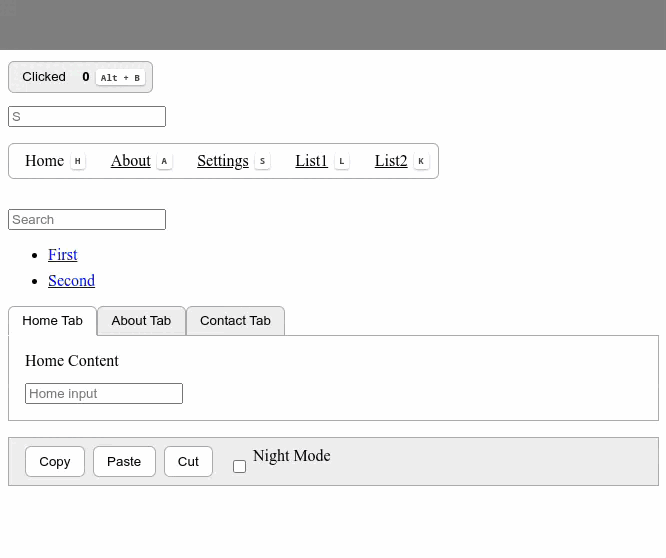 Clicked 0 Alt + B
S
Home H About A Settings S List1 L List2 K
Search
First
Second
Home Tab About Tab Contact Tab
Home Content
Home input
Copy Paste Cut Night Mode